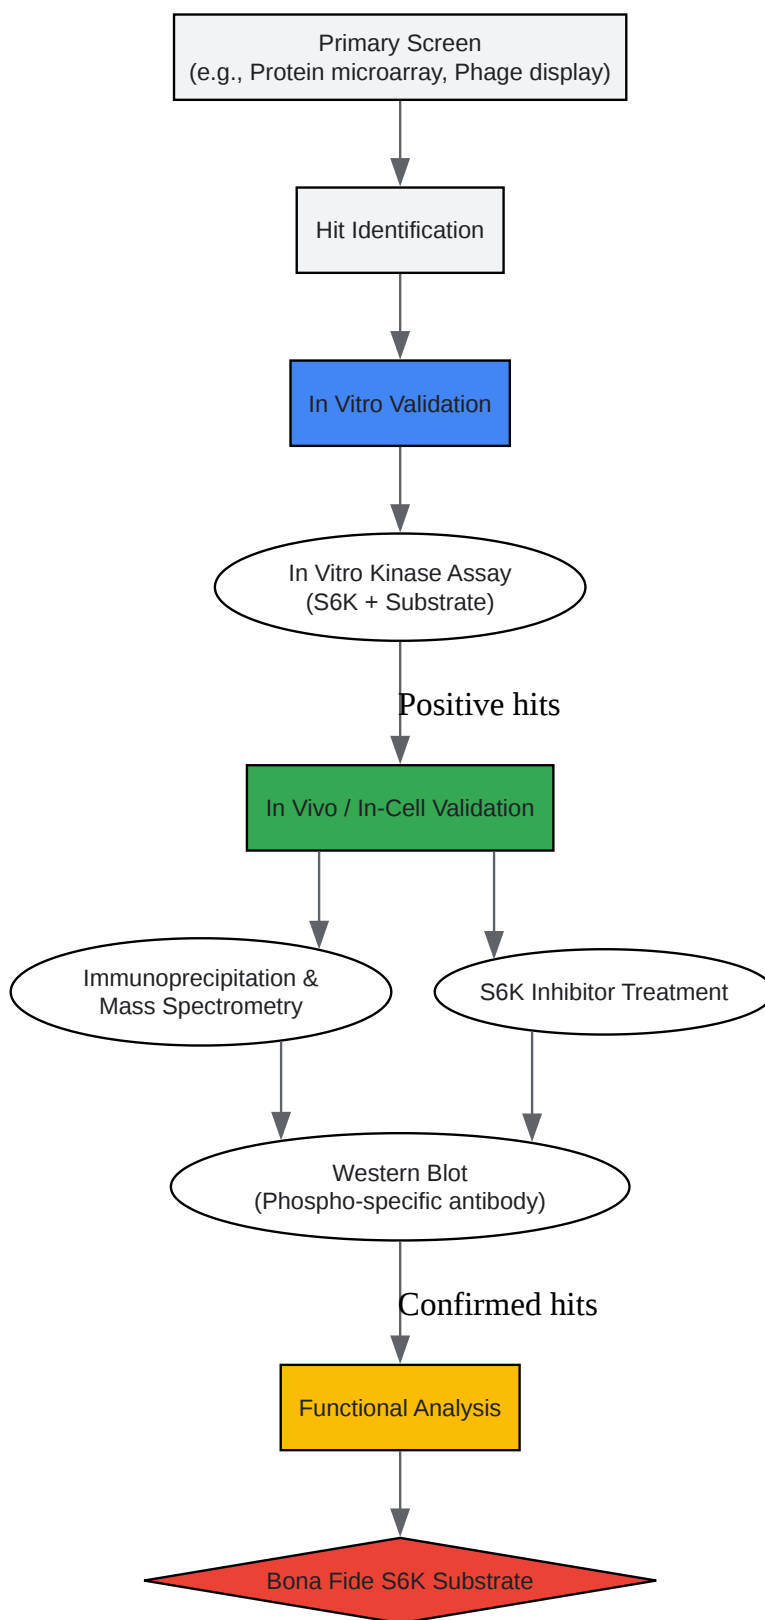 Primary Screen
(e.g., Protein microarray, Phage display)
Hit Identification
In Vitro Validation
In Vitro Kinase Assay
(S6K + Substrate)
Positive hits
In Vivo / In-Cell Validation
Immunoprecipitation &
Mass Spectrometry
S6K Inhibitor Treatment
Western Blot
(Phospho-specific antibody)
Confirmed hits
Functional Analysis
Bona Fide S6K Substrate